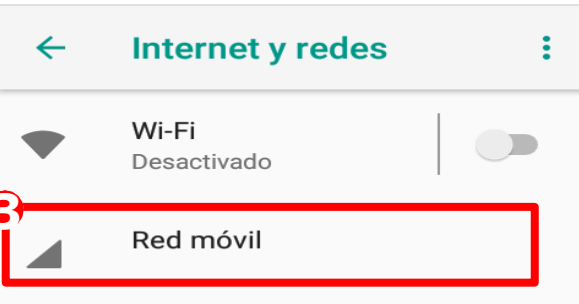 Internet y redes
Wi-Fi
Desactivado
3
Red móvil